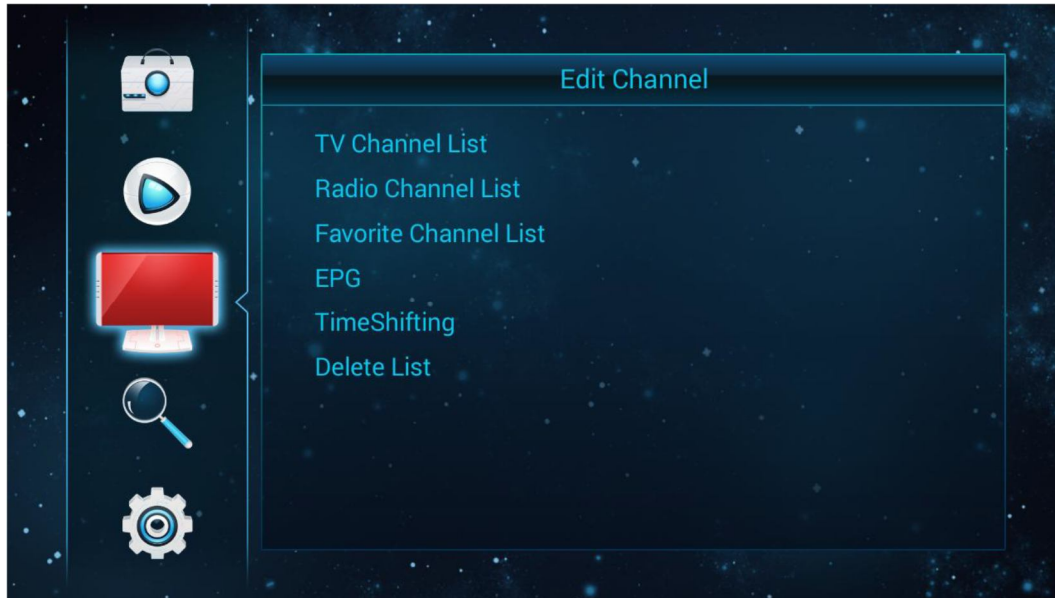 Edit Channel
TV Channel List
Radio Channel List
Favorite Channel List
EPG
TimeShifting
Delete List